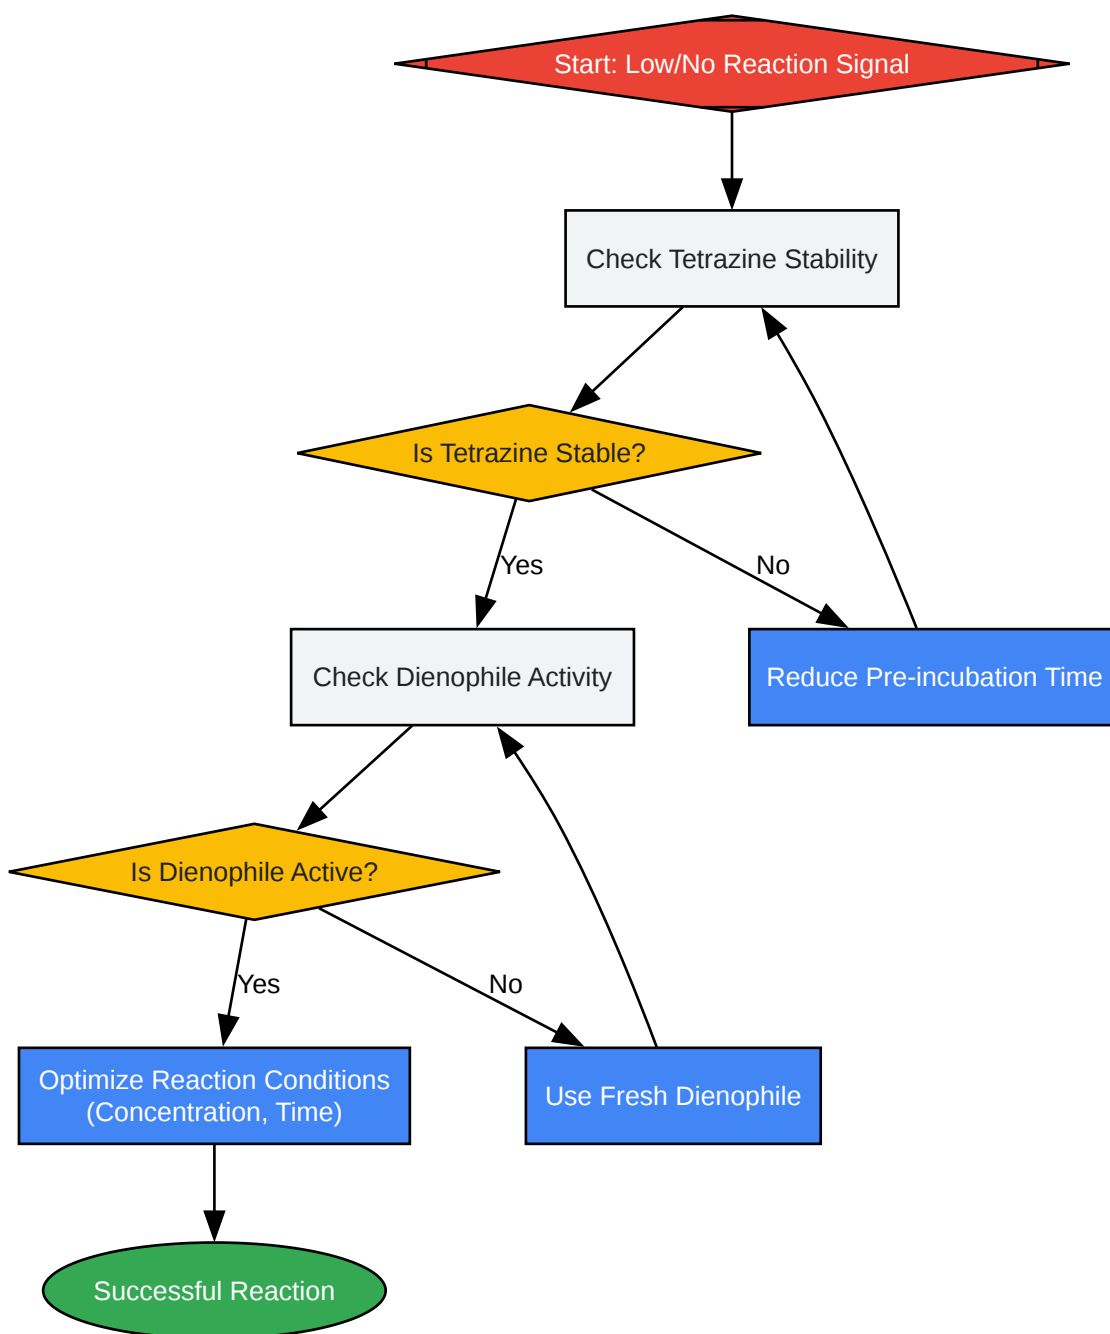 Start: Low/No Reaction Signal
Check Tetrazine Stability
Is Tetrazine Stable?
Yes
No
Check Dienophile Activity
Reduce Pre-incubation Time
Is Dienophile Active?
Yes
No
Optimize Reaction Conditions
(Concentration, Time)
Use Fresh Dienophile
Successful Reaction